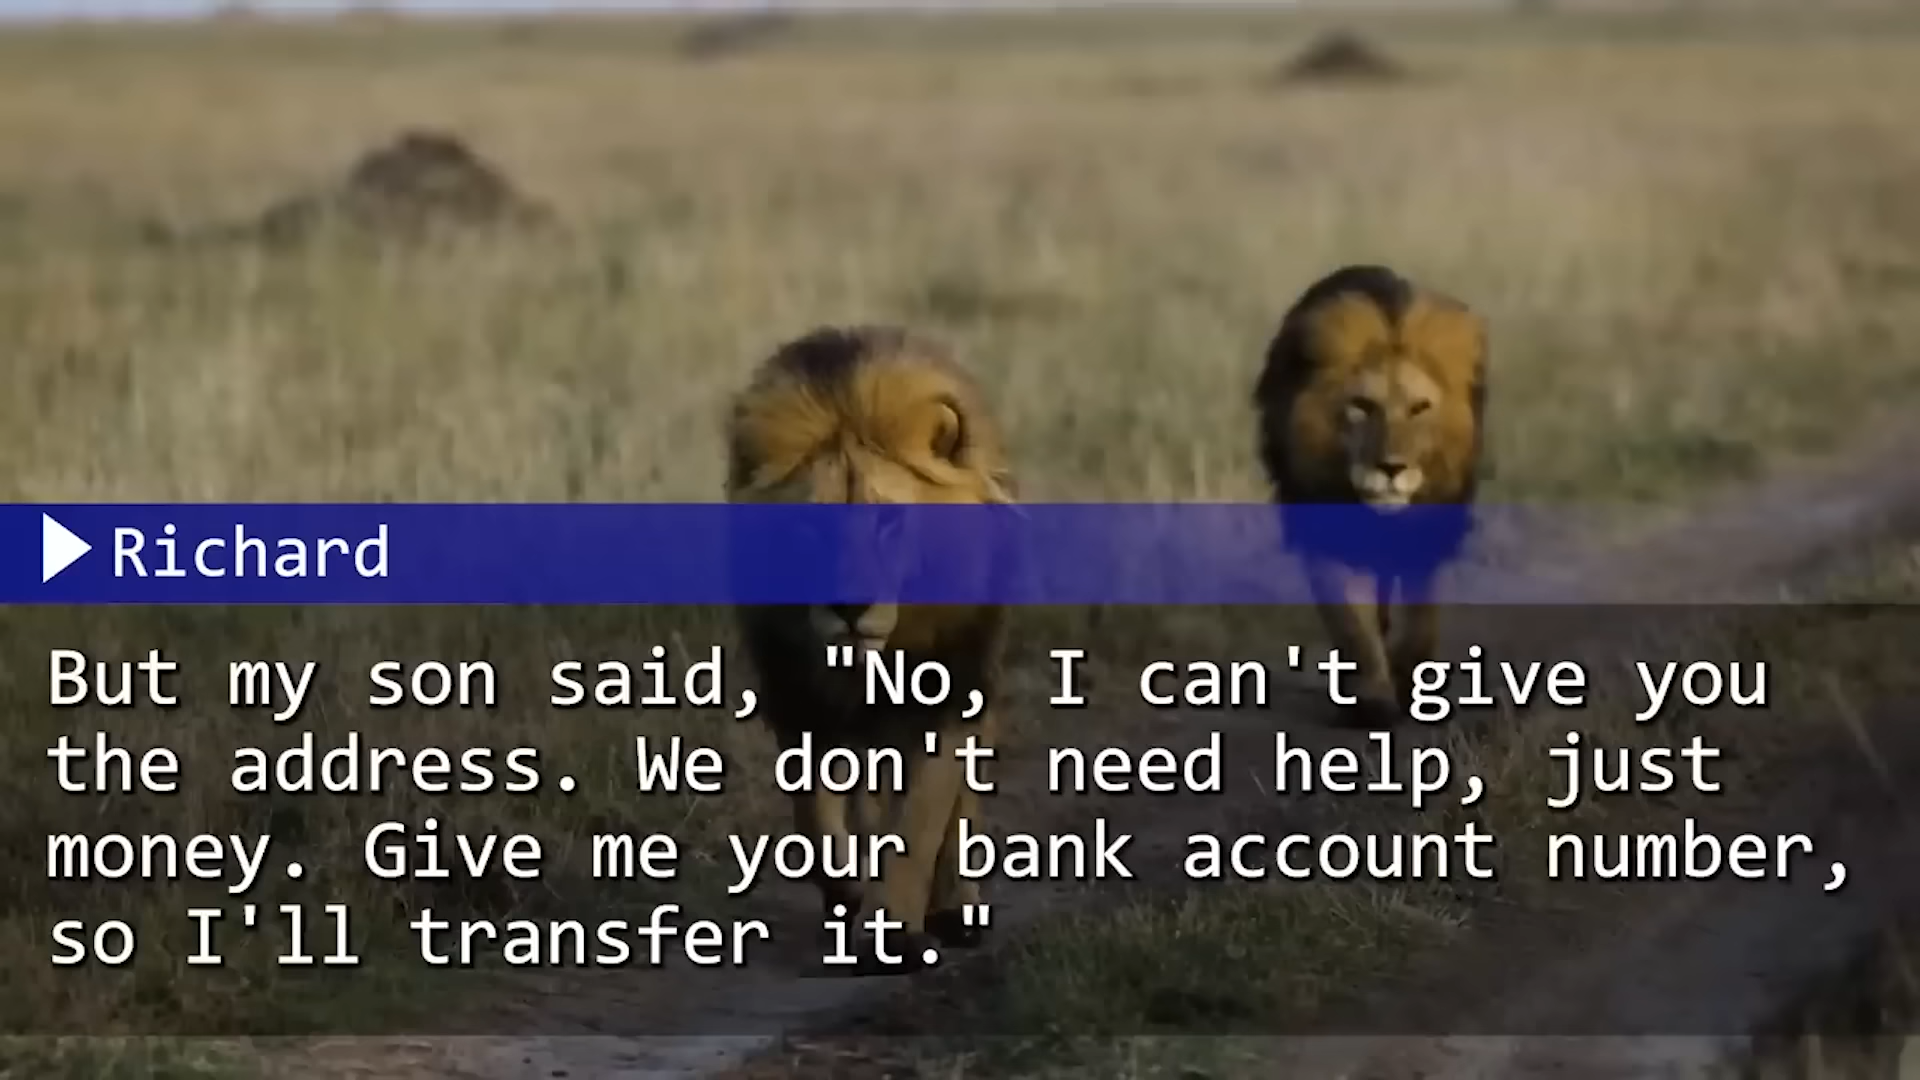 Richard
But my son said, "No, I can't give you
the address. We don't need help, just
money. Give me your bank account number,
so I'll transfer it."